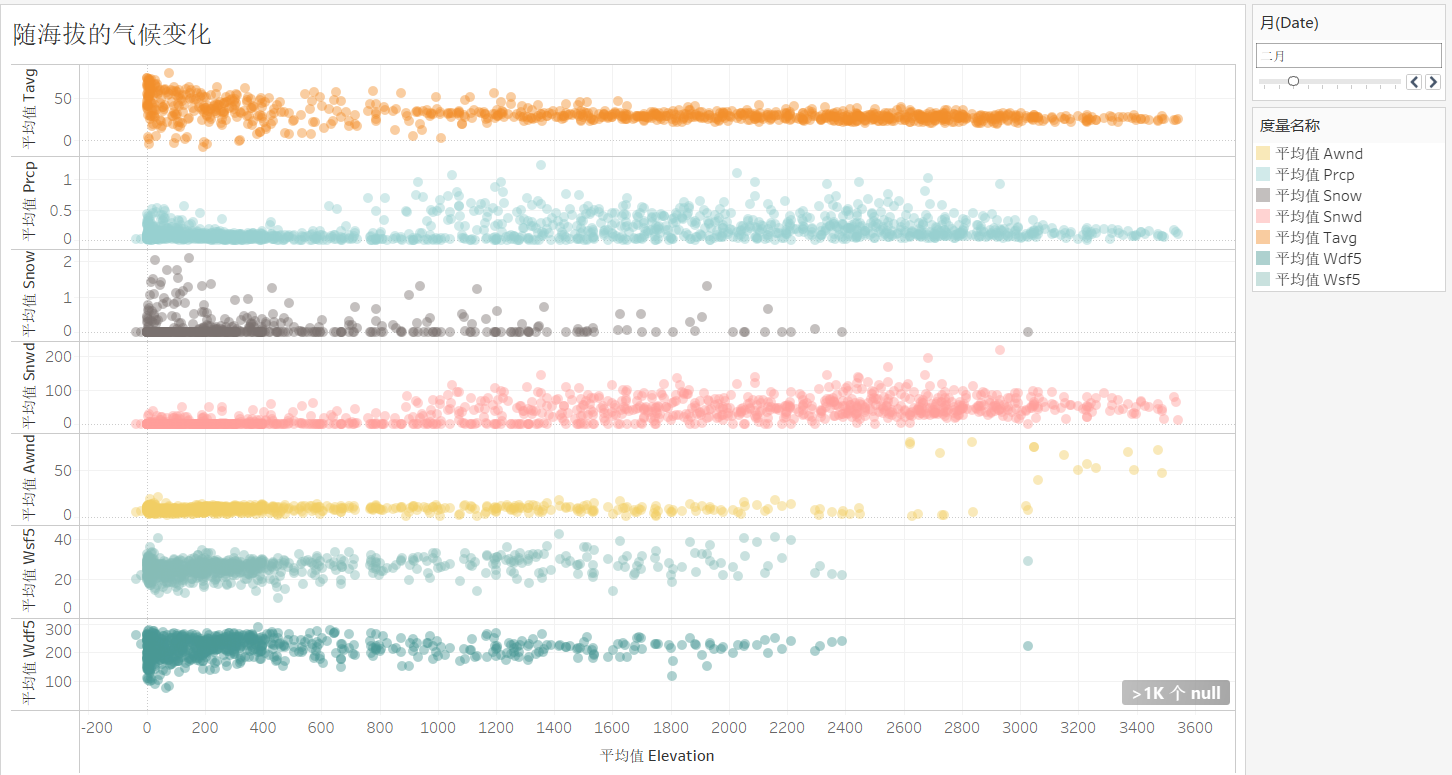 随海拔的气候变化
平均值 Tavg
50
0
平均值 Prcp
1
0.5
0
平均值 Snow
2
1
0
平均值 Snwd
200
100
0
平均值 Awnd
50
0
平均值 Wsf5
40
20
0
平均值 Wdf5
300
200
100
>1K 个 null
-200 0 200 400 600 800 1000 1200 1400 1600 1800 2000 2200 2400 2600 2800 3000 3200 3400 3600
平均值 Elevation
月(Date)
二月
度量名称
平均值 Awnd
平均值 Prcp
平均值 Snow
平均值 Snwd
平均值 Tavg
平均值 Wdf5
平均值 Wsf5